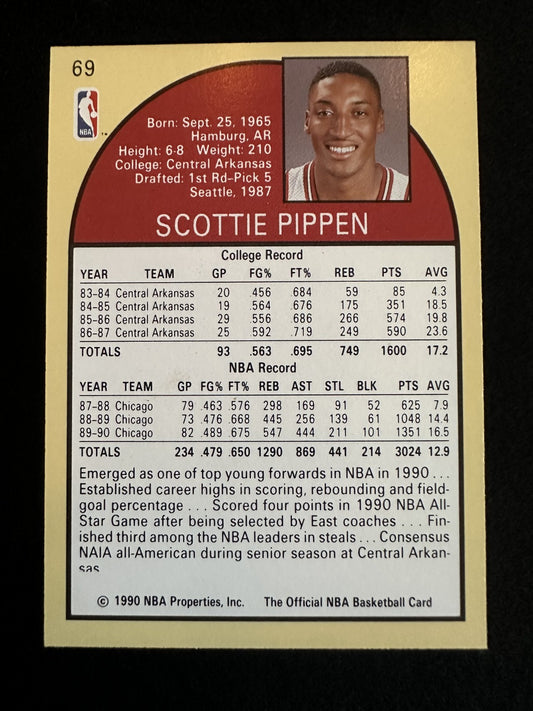 69
NBA
Born: Sept. 25, 1965
Hamburg, AR
Height: 6-8 Weight: 210
College: Central Arkansas
Drafted: 1st Rd-Pick 5
Seattle, 1987
SCOTTIE PIPPEN
College Record
YEAR TEAM GP FG% FT% REB PTS AVG
83-84 Central Arkansas 20 .456 .684 59 85 4.3
84-85 Central Arkansas 19 .564 .676 175 351 18.5
85-86 Central Arkansas 29 .556 .686 266 574 19.8
86-87 Central Arkansas 25 .592 .719 249 590 23.6
TOTALS 93 .563 .695 749 1600 17.2
NBA Record
YEAR TEAM GP FG% FT% REB AST STL BLK PTS AVG
87-88 Chicago 79 .463 .576 298 169 91 52 625 7.9
88-89 Chicago 73 .476 .668 445 256 139 61 1048 14.4
89-90 Chicago 82 .489 .675 547 444 211 101 1351 16.5
TOTALS 234 .479 .650 1290 869 441 214 3024 12.9
Emerged as one of top young forwards in NBA in 1990 . . .
Established career highs in scoring, rebounding and field-
goal percentage . . . Scored four points in 1990 NBA All-
Star Game after being selected by East coaches . . . Fin-
ished third among the NBA leaders in steals . . . Consensus
NAIA all-American during senior season at Central Arkan-
sas
© 1990 NBA Properties, Inc. The Official NBA Basketball Card